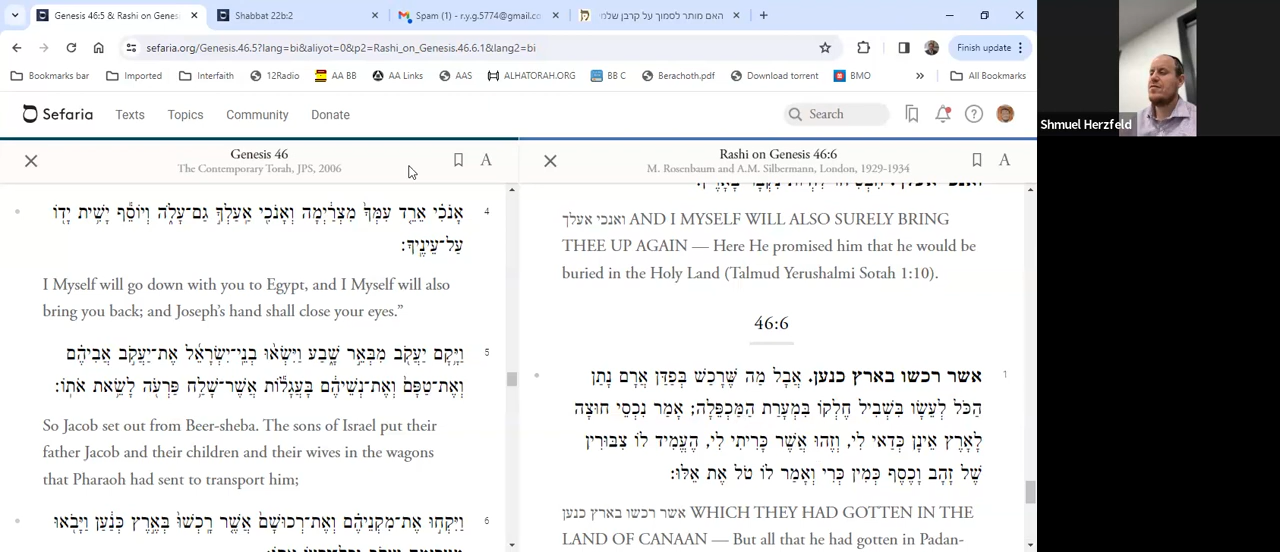 Genesis 46:5 & Rashi on Genesis
Shabbat 22b:2
האם מותר לסמוך על קרבן שלמי
sefaria.org/Genesis.46.5?lang=bi&aliyot=0&p2=Rashi_on_Genesis.46.6.1&lang2=bi
Finish update
Bookmarks bar
Imported
Interfaith
12Radio
AA BB
AA Links
SC
ALHATORAH.ORG
BB C
Berachoth.pdf
Download torrent
BMO
»
All Bookmarks
Sefaria
Texts
Topics
Community
Donate
Search
A
Genesis 46
The Contemporary Torah, JPS, 2006
A
אָנֹכִ֗י אֵרֵ֤ד עִמְּךָ֙ מִצְרַ֔יְמָה וְאָנֹכִ֖י אַֽעַלְךָ֣ גַם־עָלֹ֑ה וְיוֹסֵ֕ף יָשִׁ֥ית יָד֖וֹ
עַל־עֵינֶֽיךָ׃
I Myself will go down with you to Egypt, and I Myself will also
bring you back; and Joseph’s hand shall close your eyes.”
5
וַיָּ֥קׇם יַעֲקֹ֖ב מִבְּאֵ֣ר שָׁ֑בַע וַיִּשְׂא֨וּ בְנֵֽי־יִשְׂרָאֵ֜ל אֶת־יַעֲקֹ֣ב אֲבִיהֶ֗ם
וְאֶת־טַפָּם֙ וְאֶת־נְשֵׁיהֶ֔ם בָּעֲגָל֕וֹת אֲשֶׁר־שָׁלַ֥ח פַּרְעֹ֖ה לָשֵׂ֥את אֹתֽוֹ׃
So Jacob set out from Beer-sheba. The sons of Israel put their
father Jacob and their children and their wives in the wagons
that Pharaoh had sent to transport him;
וַיִּקְח֣וּ אֶת־מִקְנֵיהֶ֗ם וְאֶת־רְכוּשָׁם֙ אֲשֶׁ֤ר רָֽכְשׁוּ֙ בְּאֶ֣רֶץ כְּנַ֔עַן וַיָּבֹ֖אוּ
Rashi on Genesis 46:6
M. Rosenbaum and A.M. Silbermann, London, 1929-1934
ואנכי אעלך AND I MYSELF WILL ALSO SURELY BRING
THEE UP AGAIN — Here He promised him that he would be
buried in the Holy Land (Talmud Yerushalmi Sotah 1:10).
46:6
1
אשר רכשו בארץ כנען. אֲבָל מַה שֶּׁרָּכַשׁ בְּפַדַּן אֲרָם נָתַן
הַכֹּל לְעֵשָׂו בִּשְׁבִיל חֶלְקוֹ בִּמְעָרַת הַמַּכְפֵּלָה; אָמַר נִכְסֵי חוּצָה
לָאָרֶץ אֵינָן כְּדַאי לִי, וְזֶהוּ אֲשֶׁר כָּרִיתִי לִי, הֶעֱמִיד לוֹ צִבּוּרִין
שֶׁל זָהָב וָכֶסֶף כְּמִין כְּרִי וְאָמַר לוֹ טֹל אֶת אֵלּוּ:
אשר רכשו בארץ כנען WHICH THEY HAD GOTTEN IN THE
LAND OF CANAAN — But all that he had gotten in Padan-
Shmuel Herzfeld